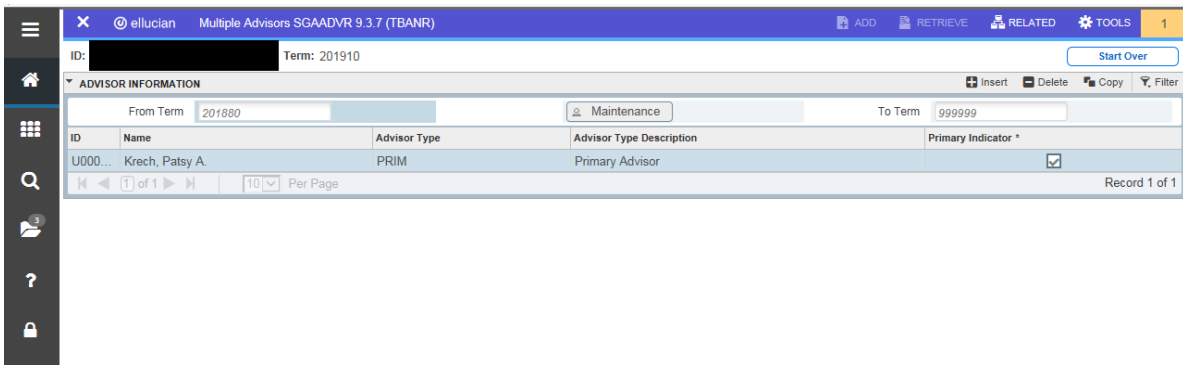 ellucian Multiple Advisors SGAADVR 9.3.7 (TBANR) ADD RETRIEVE RELATED TOOLS 1
ID: Term: 201910 Start Over
ADVISOR INFORMATION Insert Delete Copy Filter
From Term 201880 Maintenance To Term 999999
ID Name Advisor Type Advisor Type Description Primary Indicator *
U000... Krech, Patsy A. PRIM Primary Advisor
1 of 1 10 Per Page Record 1 of 1
3
?